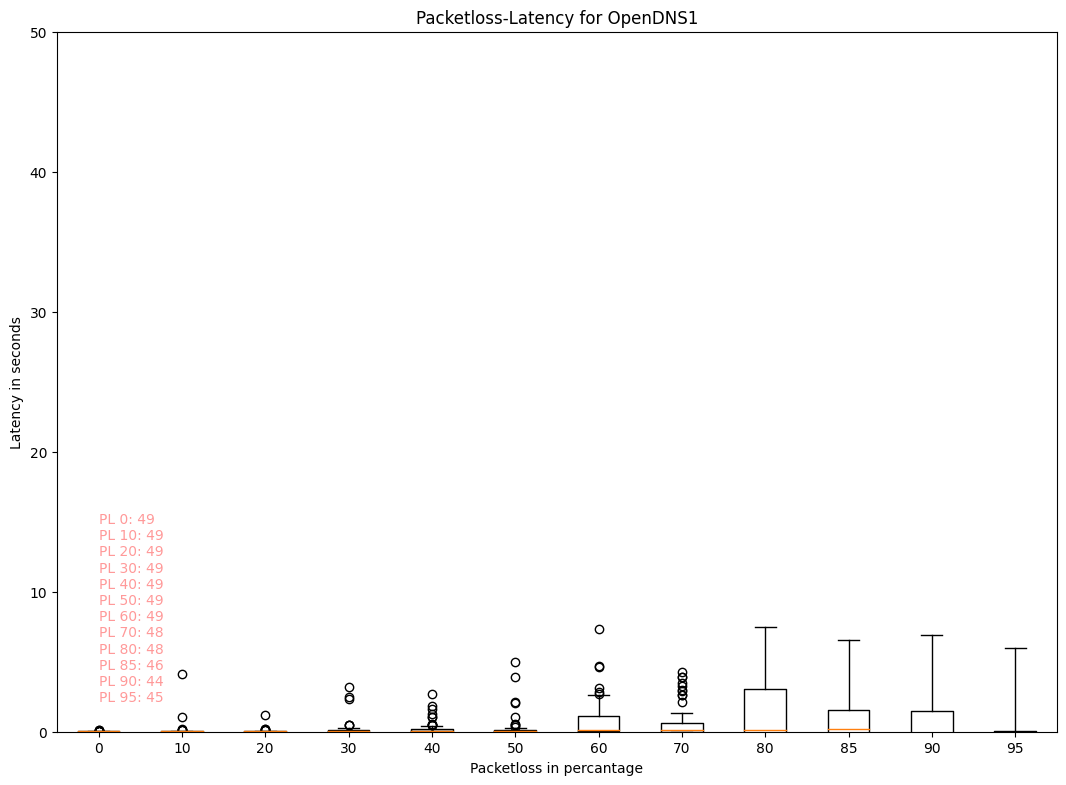 Packetloss-Latency for OpenDNS1
50
40
30
20
10
0
Latency in seconds
PL 0: 49
PL 10: 49
PL 20: 49
PL 30: 49
PL 40: 49
PL 50: 49
PL 60: 49
PL 70: 48
PL 80: 48
PL 85: 46
PL 90: 44
PL 95: 45
0 10 20 30 40 50 60 70 80 85 90 95
Packetloss in percantage